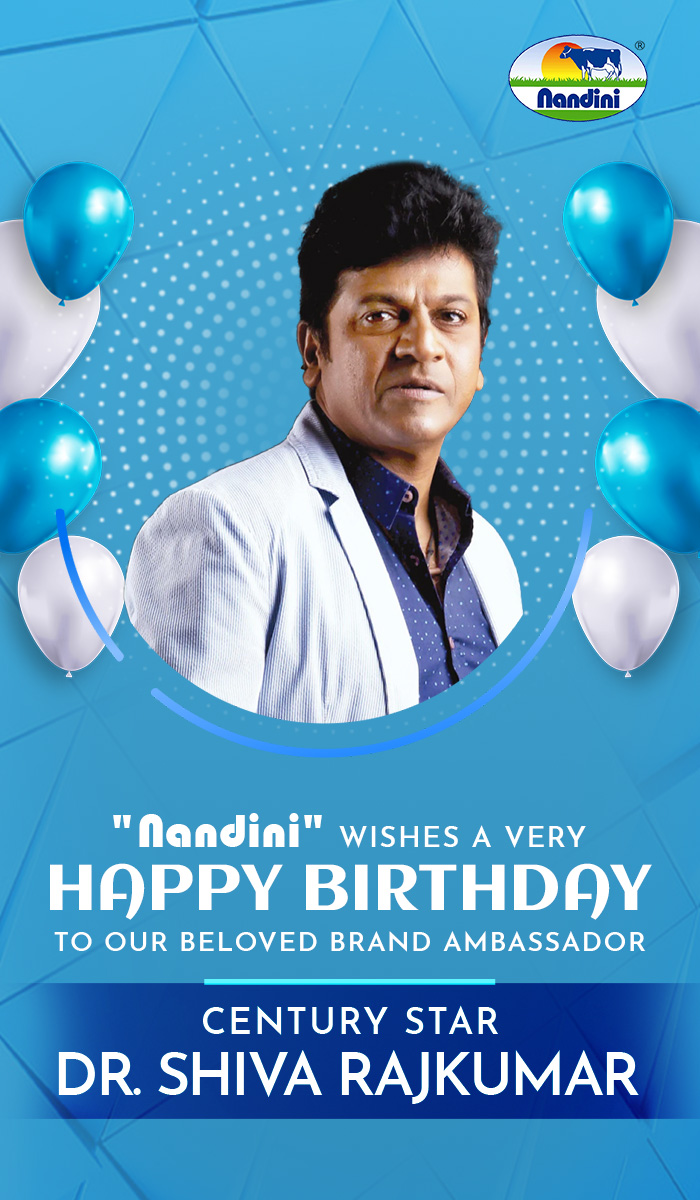 Nandini
®
"Nandini" WISHES A VERY
HAPPY BIRTHDAY
TO OUR BELOVED BRAND AMBASSADOR
CENTURY STAR
DR. SHIVA RAJKUMAR